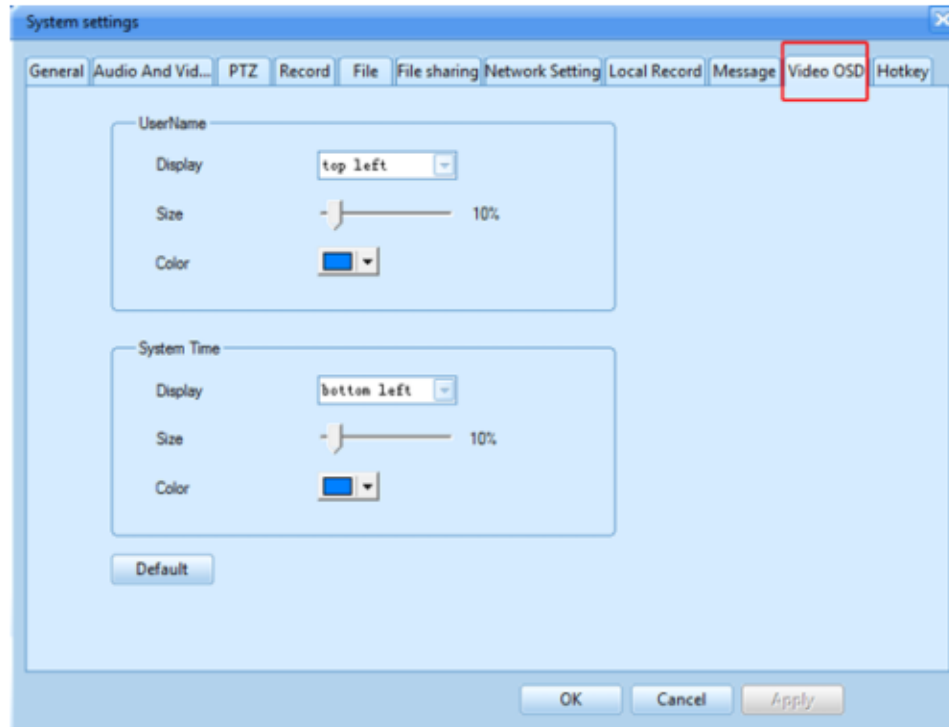 System settings
General Audio And Vid... PTZ Record File File sharing Network Setting Local Record Message Video OSD Hotkey
UserName
Display top left
Size 10%
Color
System Time
Display bottom left
Size 10%
Color
Default
OK Cancel Apply